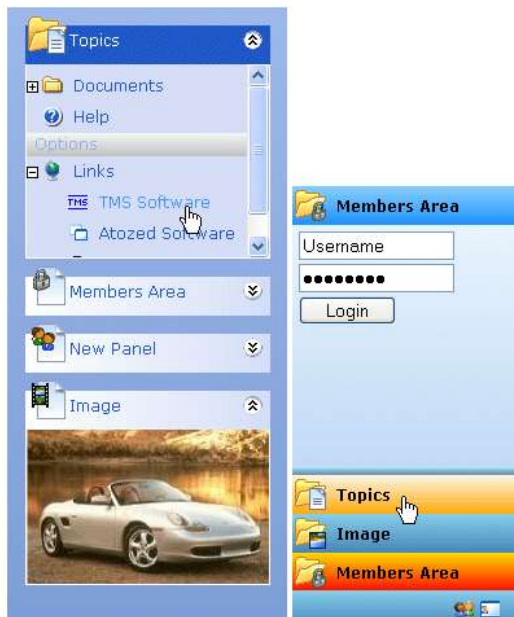 Topics
Documents
Help
Options
Links
TMS TMS Software
Atozed Software
Members Area
New Panel
Image
Members Area
Username
Login
Topics
Image
Members Area